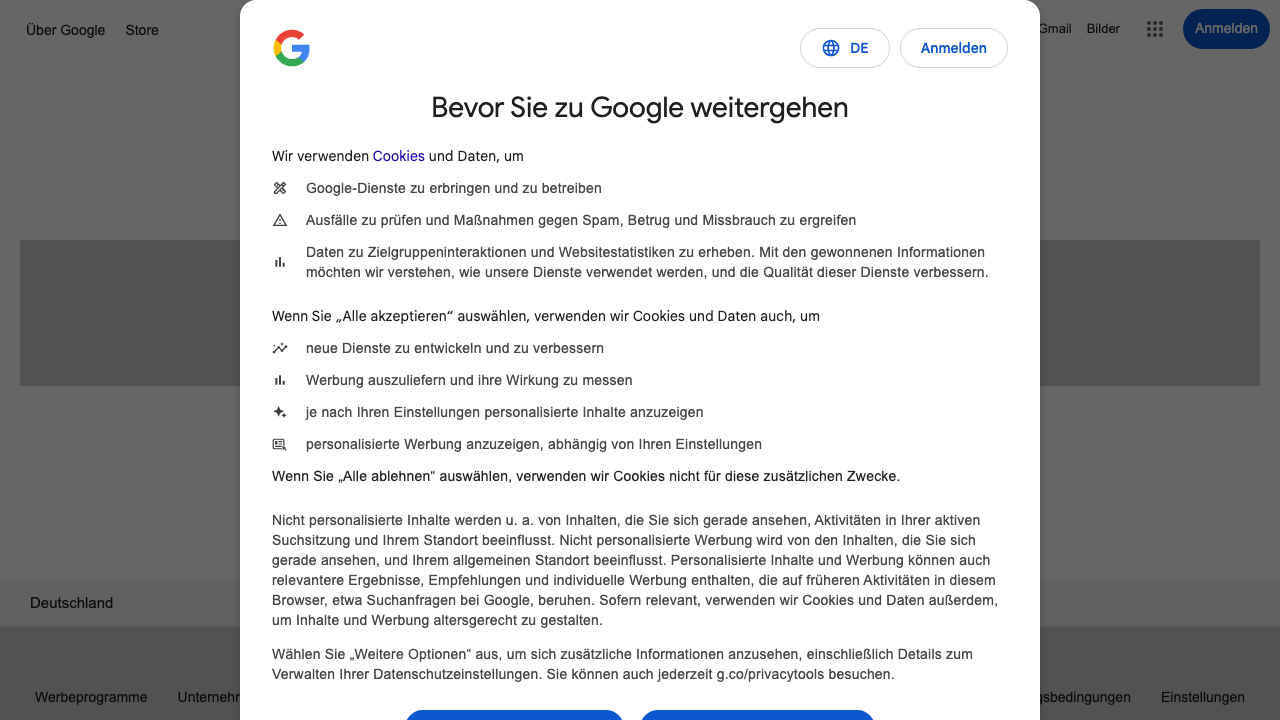 Über Google Store
Gmail Bilder Anmelden
DE Anmelden
Bevor Sie zu Google weitergehen
Wir verwenden Cookies und Daten, um
Google-Dienste zu erbringen und zu betreiben
Ausfälle zu prüfen und Maßnahmen gegen Spam, Betrug und Missbrauch zu ergreifen
Daten zu Zielgruppeninteraktionen und Websitestatistiken zu erheben. Mit den gewonnenen Informationen
möchten wir verstehen, wie unsere Dienste verwendet werden, und die Qualität dieser Dienste verbessern.
Wenn Sie „Alle akzeptieren“ auswählen, verwenden wir Cookies und Daten auch, um
neue Dienste zu entwickeln und zu verbessern
Werbung auszuliefern und ihre Wirkung zu messen
je nach Ihren Einstellungen personalisierte Inhalte anzuzeigen
personalisierte Werbung anzuzeigen, abhängig von Ihren Einstellungen
Wenn Sie „Alle ablehnen“ auswählen, verwenden wir Cookies nicht für diese zusätzlichen Zwecke.
Nicht personalisierte Inhalte werden u. a. von Inhalten, die Sie sich gerade ansehen, Aktivitäten in Ihrer aktiven
Suchsitzung und Ihrem Standort beeinflusst. Nicht personalisierte Werbung wird von den Inhalten, die Sie sich
gerade ansehen, und Ihrem allgemeinen Standort beeinflusst. Personalisierte Inhalte und Werbung können auch
relevantere Ergebnisse, Empfehlungen und individuelle Werbung enthalten, die auf früheren Aktivitäten in diesem
Browser, etwa Suchanfragen bei Google, beruhen. Sofern relevant, verwenden wir Cookies und Daten außerdem,
um Inhalte und Werbung altersgerecht zu gestalten.
Wählen Sie „Weitere Optionen“ aus, um sich zusätzliche Informationen anzusehen, einschließlich Details zum
Verwalten Ihrer Datenschutzeinstellungen. Sie können auch jederzeit g.co/privacytools besuchen.
Deutschland
Werbeprogramme Unternehm
gsbedingungen Einstellungen